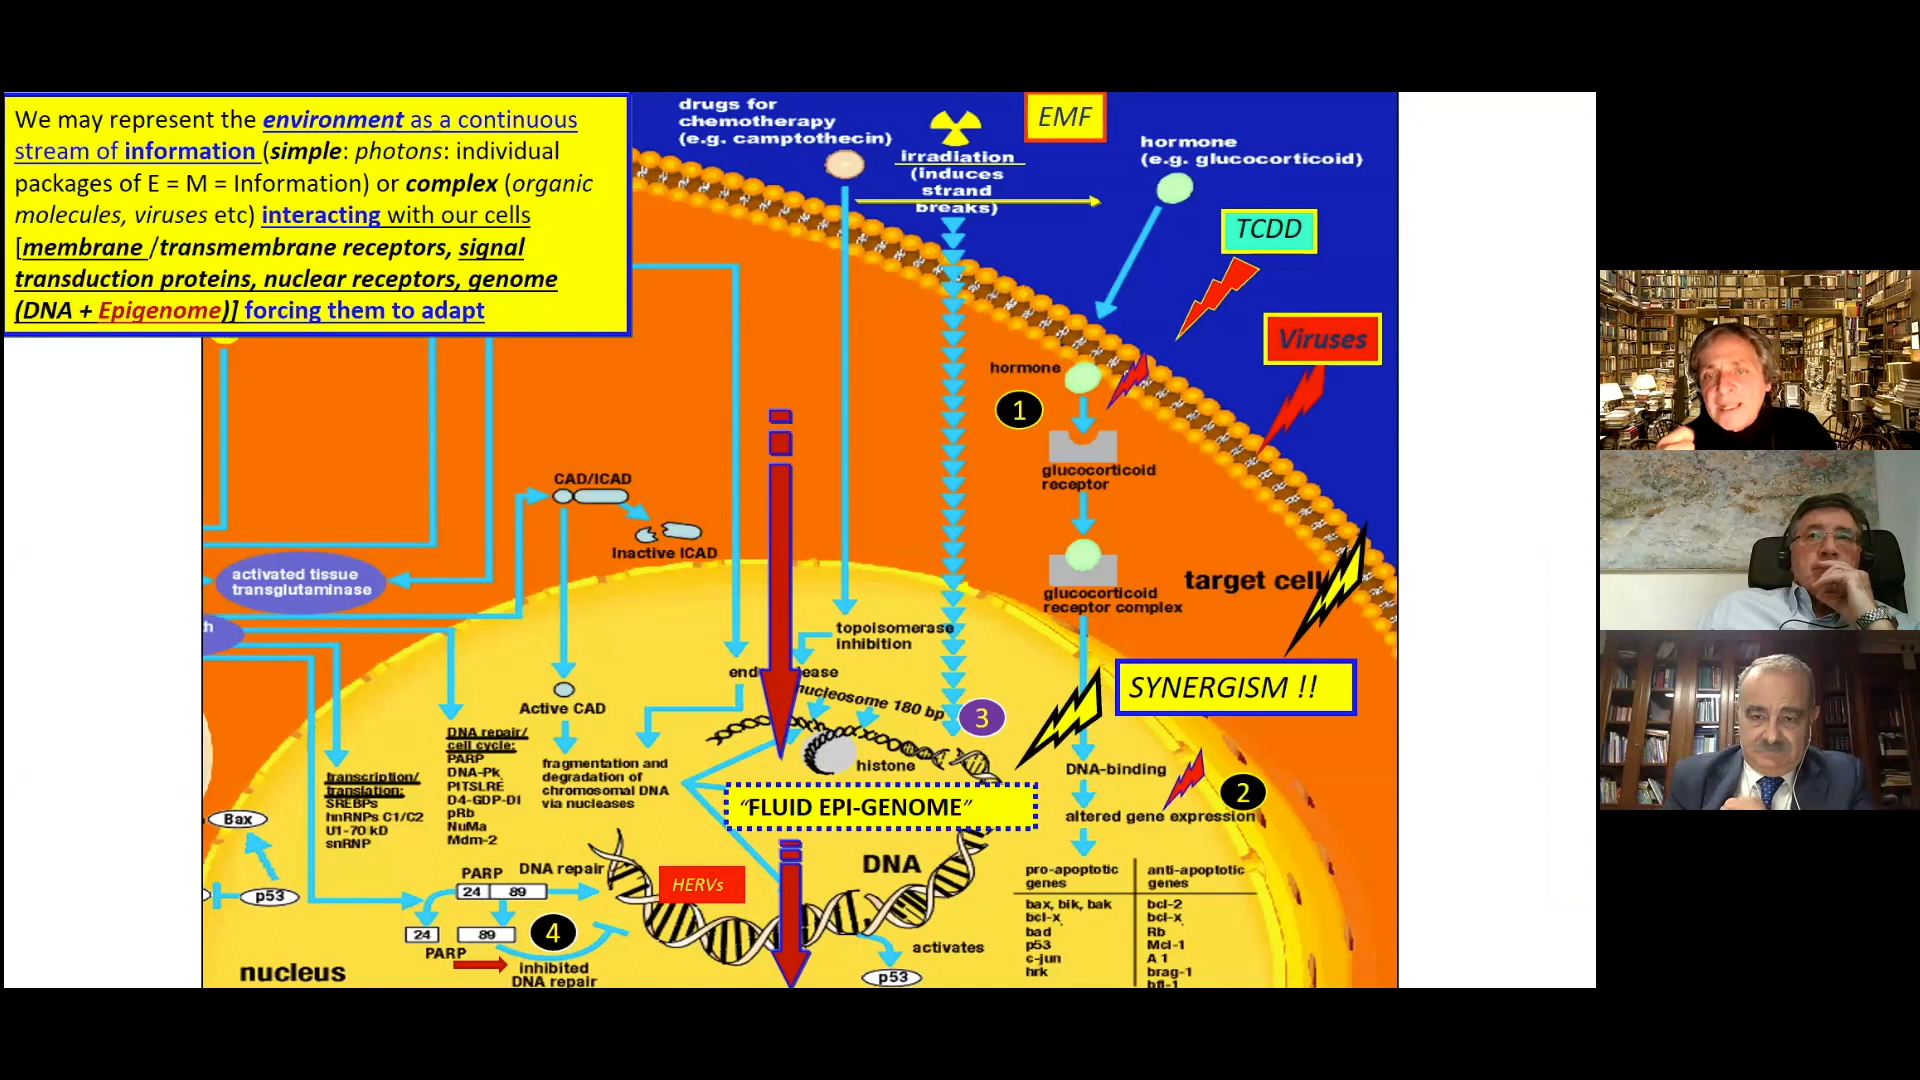 We may represent the environment as a continuous
stream of information (simple: photons: individual
packages of E = M = Information) or complex (organic
molecules, viruses etc) interacting with our cells
[membrane /transmembrane receptors, signal
transduction proteins, nuclear receptors, genome
(DNA + Epigenome)] forcing them to adapt
drugs for
chemotherapy
(e.g. camptothecin)
irradiation
(induces
strand
breaks)
EMF
hormone
(e.g. glucocorticoid)
TCDD
Viruses
hormone
1
glucocorticoid
receptor
glucocorticoid
receptor complex
target cell
SYNERGISM !!
CAD/ICAD
Inactive ICAD
activated tissue
transglutaminase
th
Active CAD
topoisomerase
inhibition
nucleosome 180 bp
3
histone
"FLUID EPI-GENOME"
DNA-binding
2
altered gene expression
transcription/
translation:
SREBPs
hnRNPs C1/C2
U1-70 kD
snRNP
DNA repair/
cell cycle:
PARP
DNA-Pk
PITSLRE
D4-GDP-DI
pRb
NuMa
Mdm-2
fragmentation and
degradation of
chromosomal DNA
via nucleases
Bax
p53
PARP
DNA repair
24 89
24 89
4
PARP
Inhibited
DNA repair
nucleus
HERVs
DNA
activates
p53
pro-apoptotic
genes
bax, bik, bak
bcl-x
bad
p53
c-jun
hrk
anti-apoptotic
genes
bcl-2
bcl-x
Rb
Mcl-1
A 1
brag-1
bfl-1